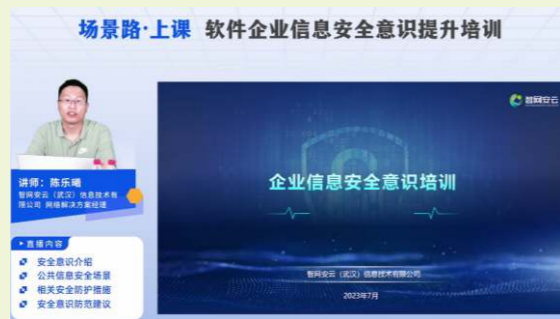 场景路·上课 软件企业信息安全意识提升培训
智网安云
企业信息安全意识培训
讲师：陈乐曦
智网安云（武汉）信息技术有
限公司 网络解决方案经理
直播内容
安全意识介绍
公共信息安全场景
相关安全防护措施
安全意识防范建议
智网安云（武汉）信息技术有限公司
2023年7月